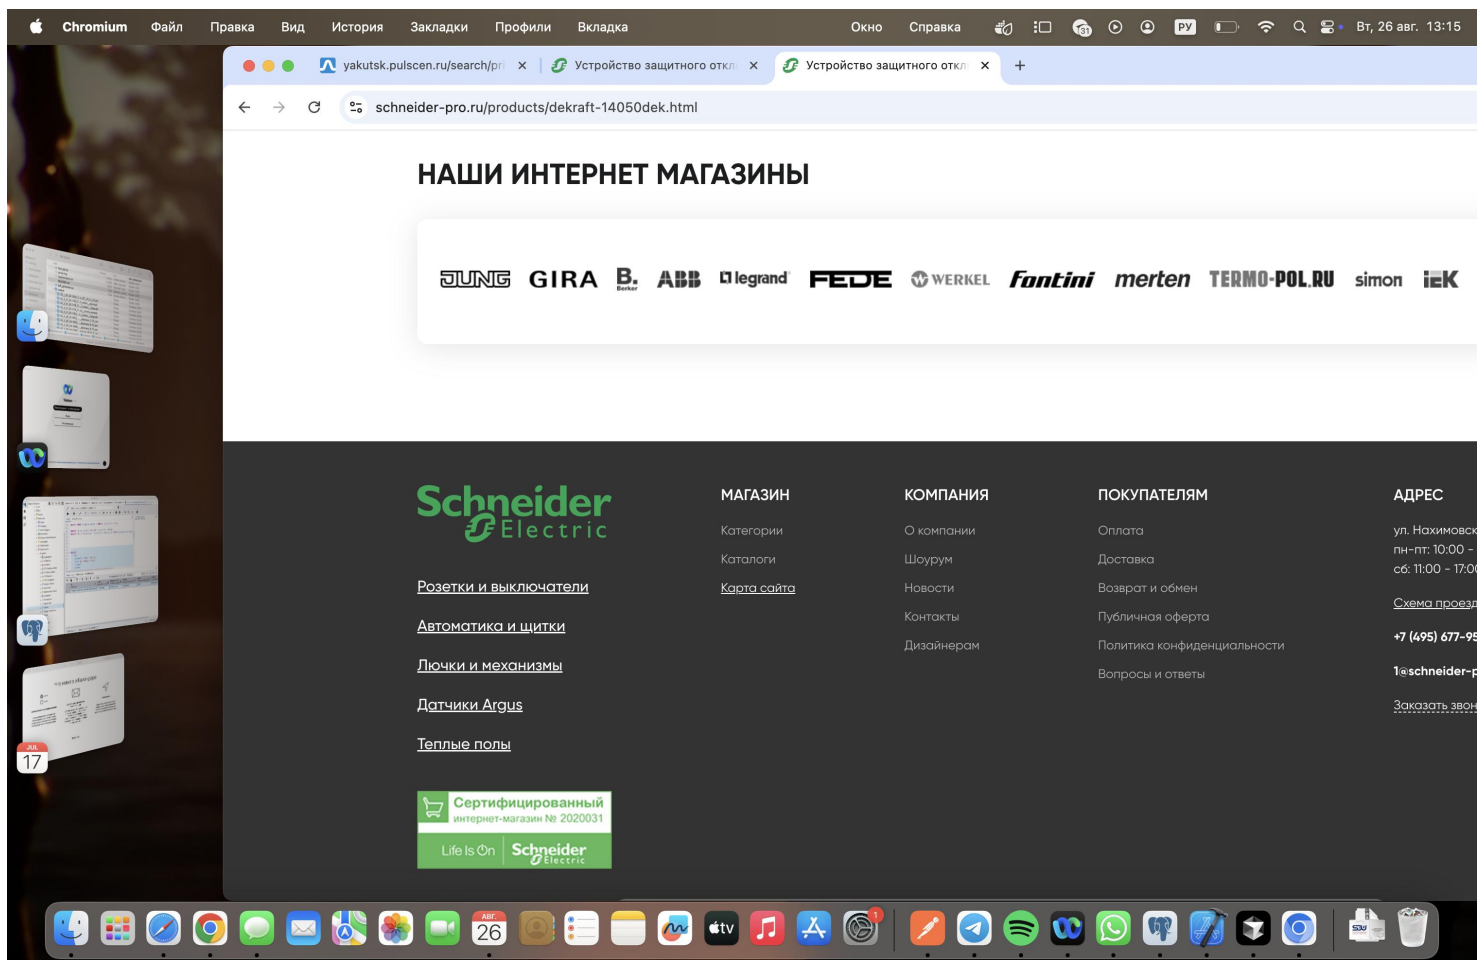 Chromium Файл Правка Вид История Закладки Профили Вкладка Окно Справка 31 РУ Вт, 26 авг. 13:15
yakutsk.pulscen.ru/search/pri Устройство защитного откл Устройство защитного откл
schneider-pro.ru/products/dekraft-14050dek.html
НАШИ ИНТЕРНЕТ МАГАЗИНЫ
JUNG GIRA B. Berker ABB legrand FEDE WERKEL Fontini merten TERMO-POL.RU simon iEK
Schneider Electric
Розетки и выключатели
Автоматика и щитки
Лючки и механизмы
Датчики Argus
Теплые полы
Сертифицированный
интернет-магазин № 2020031
Life Is On Schneider Electric
МАГАЗИН
Категории
Каталоги
Карта сайта
КОМПАНИЯ
О компании
Шоурум
Новости
Контакты
Дизайнерам
ПОКУПАТЕЛЯМ
Оплата
Доставка
Возврат и обмен
Публичная оферта
Политика конфиденциальности
Вопросы и ответы
АДРЕС
ул. Нахимовск
пн-пт: 10:00 -
сб: 11:00 - 17:00
Схема проезд
+7 (495) 677-95
1@schneider-p
Заказать звон
JUL
17
АВГ.
26
tv
1